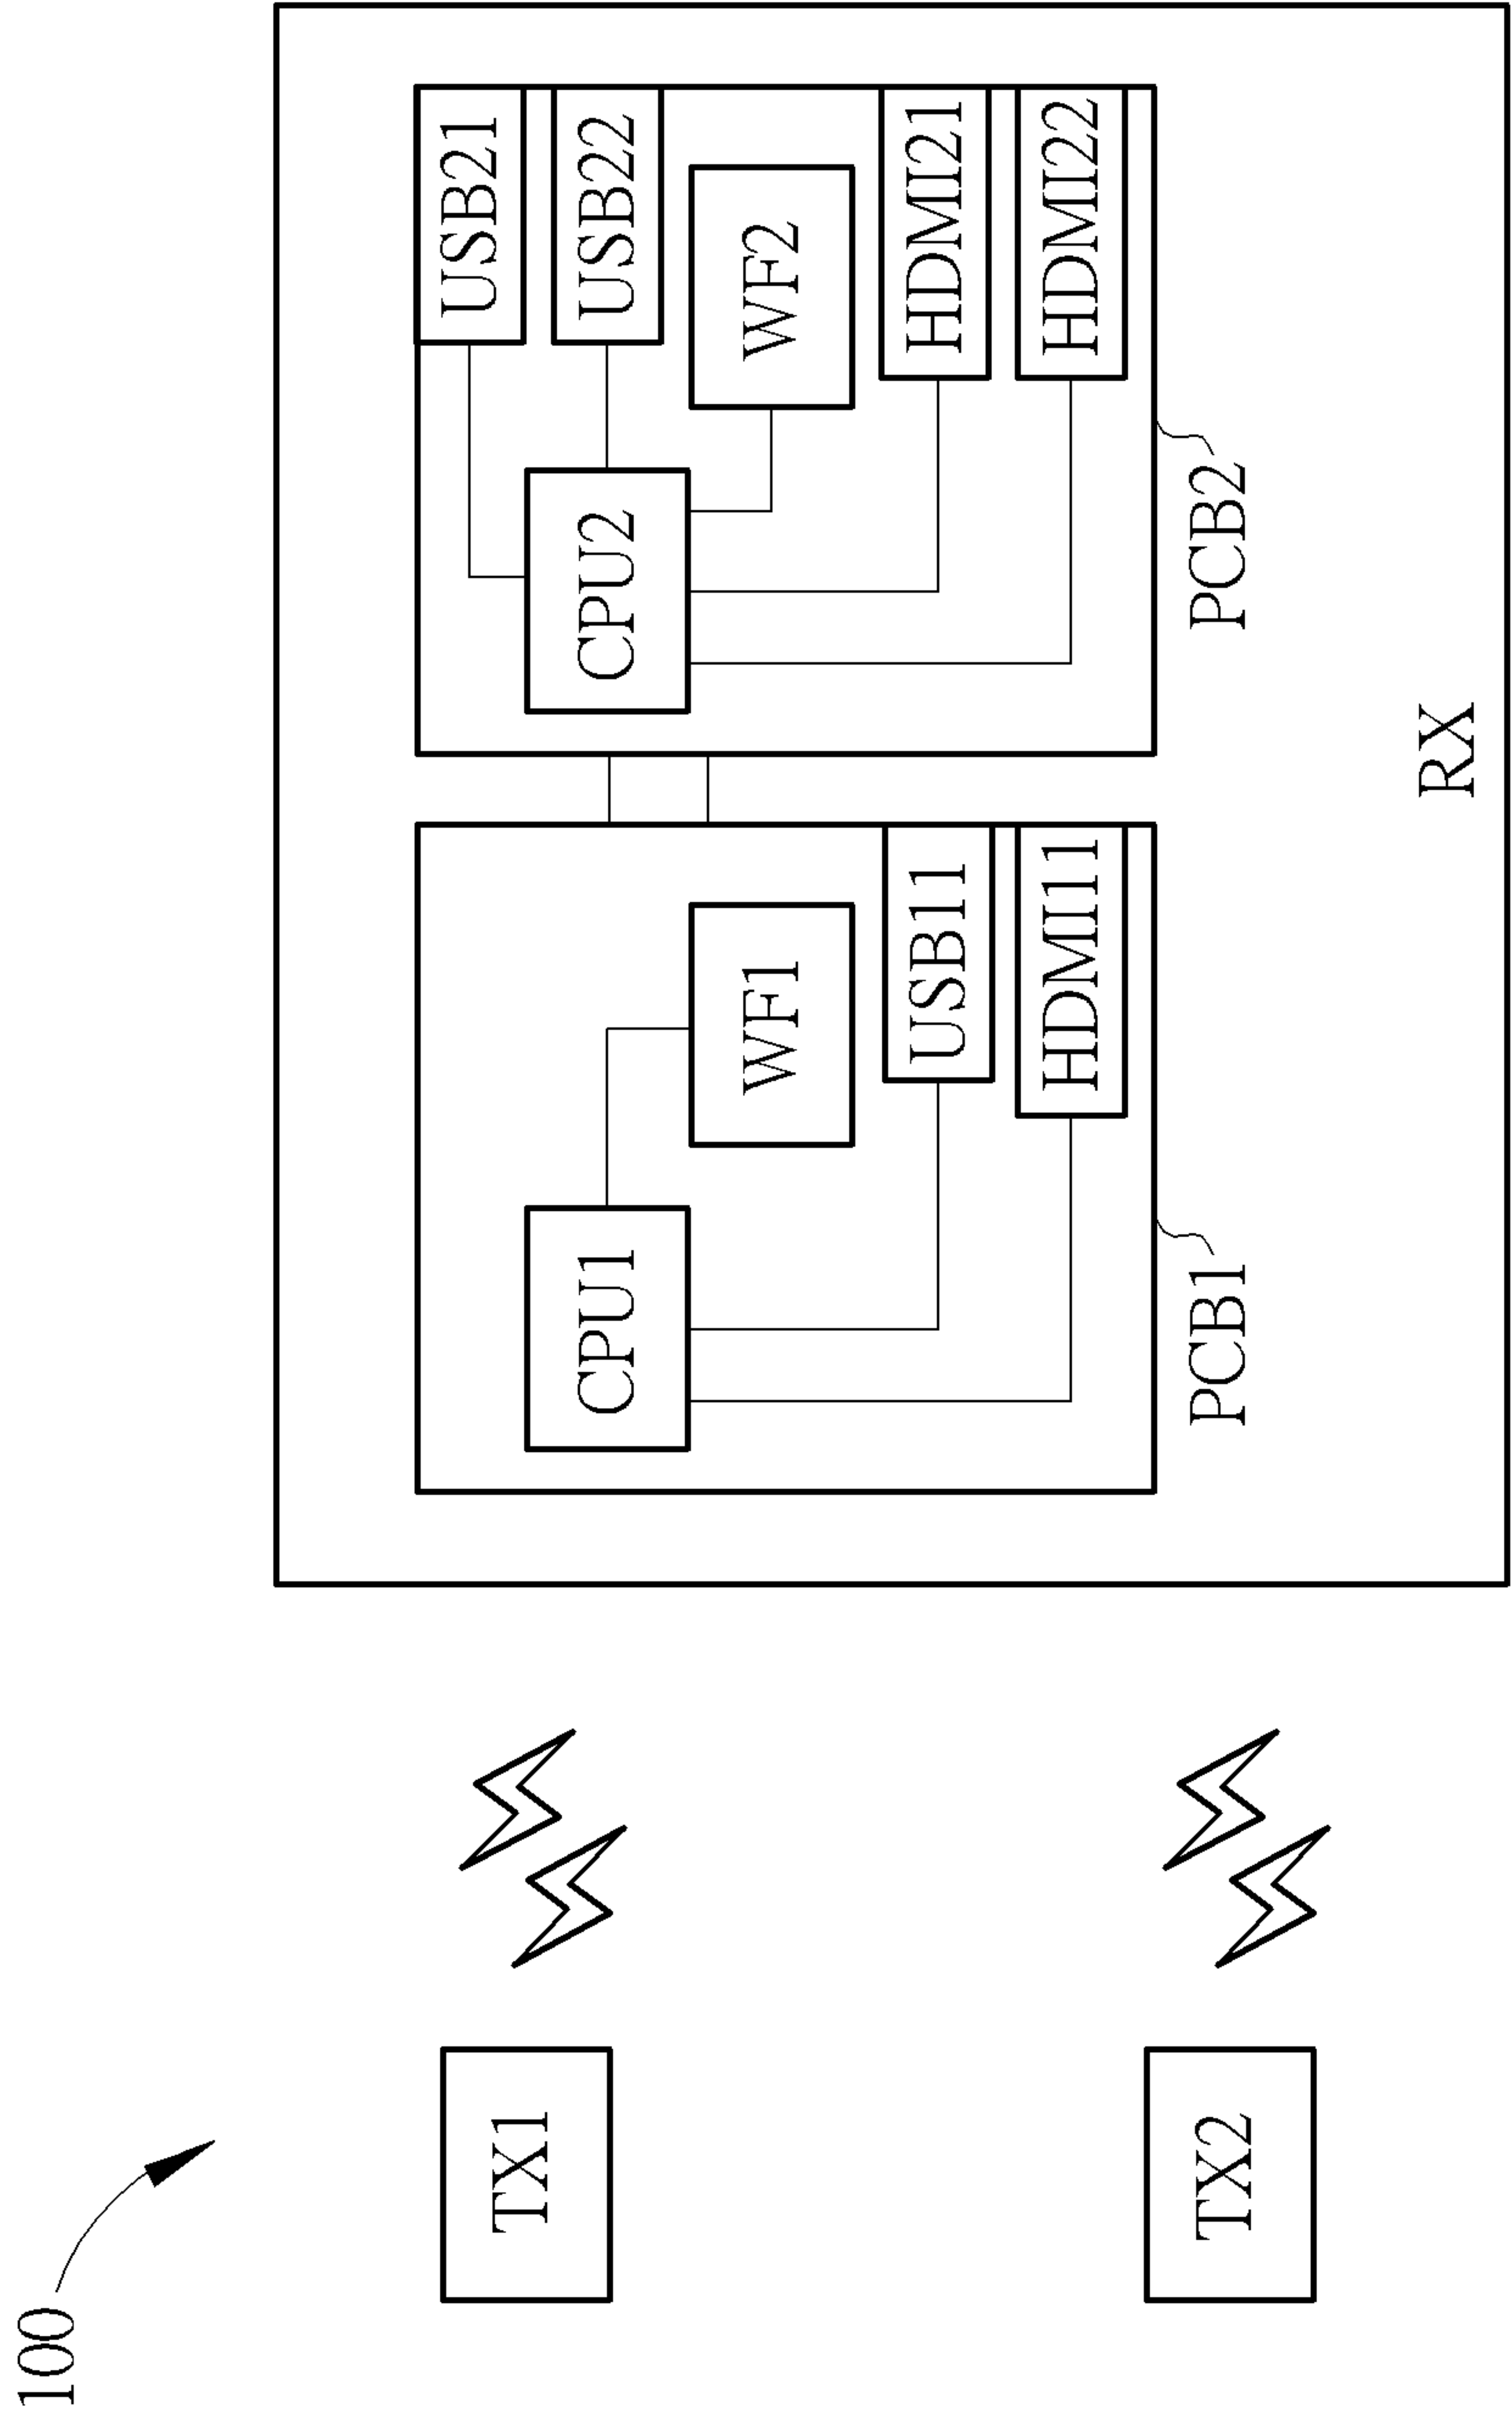 100
TX1
TX2
CPU1
WF1
USB11
HDMI11
PCB1
CPU2
USB21
USB22
WF2
HDMI21
HDMI22
PCB2
RX